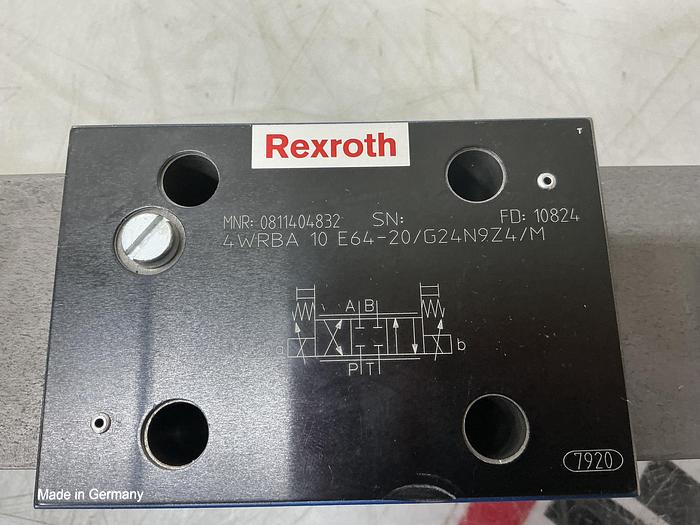 T
Rexroth
MNR: 0811404832 SN: FD: 10824
4WRBA 10 E64-20/G24N9Z4/M
A B
a b
P T
7920
Made in Germany